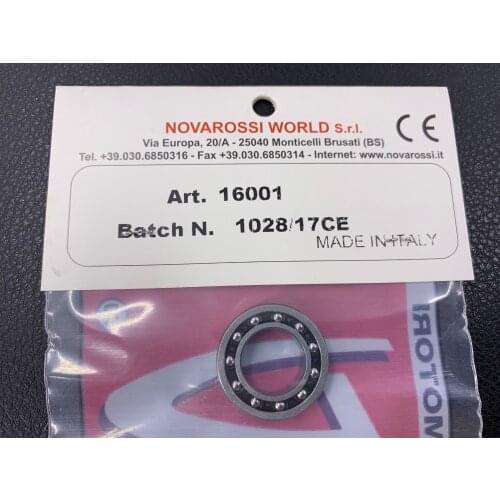 NOVAROSSI WORLD S.r.l.
Via Europa, 20/A - 25040 Monticelli Brusati (BS)
Tel. +39.030.6850316 - Fax +39.030.6850314 - Internet: www.novarossi.it
CE
Art. 16001
Batch N. 1028/17CE
MADE IN ITALY
MOTORI